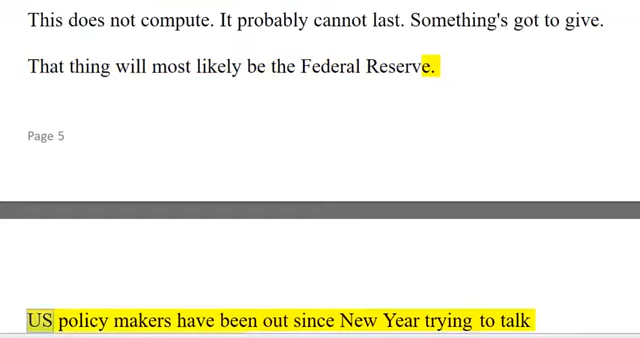 This does not compute. It probably cannot last. Something's got to give.
That thing will most likely be the Federal Reserve.
Page 5
US policy makers have been out since New Year trying to talk